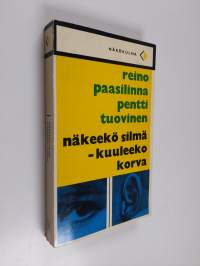 NÄKÖKULMA
reino
paasilinna
pentti
tuovinen
näkeekö silmä
-kuuleeko
korva